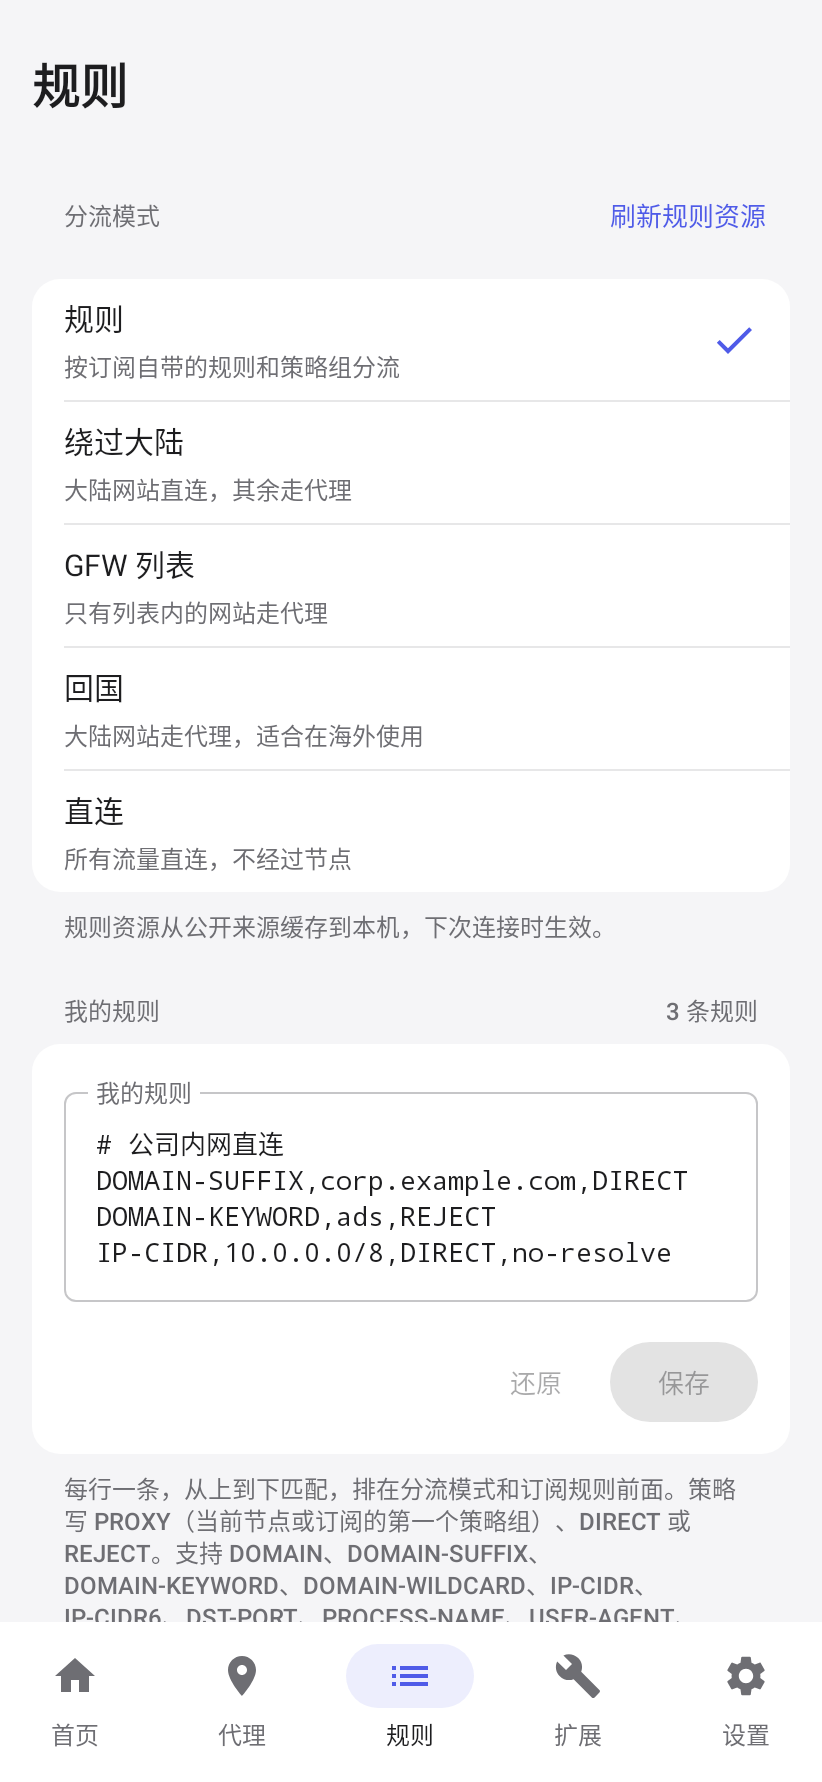 规则
分流模式
刷新规则资源
规则
按订阅自带的规则和策略组分流
绕过大陆
大陆网站直连，其余走代理
GFW 列表
只有列表内的网站走代理
回国
大陆网站走代理，适合在海外使用
直连
所有流量直连，不经过节点
规则资源从公开来源缓存到本机，下次连接时生效。
我的规则
3 条规则
我的规则
# 公司内网直连
DOMAIN-SUFFIX,corp.example.com,DIRECT
DOMAIN-KEYWORD,ads,REJECT
IP-CIDR,10.0.0.0/8,DIRECT,no-resolve
还原
保存
每行一条，从上到下匹配，排在分流模式和订阅规则前面。策略
写 PROXY（当前节点或订阅的第一个策略组）、DIRECT 或
REJECT。支持 DOMAIN、DOMAIN-SUFFIX、
DOMAIN-KEYWORD、DOMAIN-WILDCARD、IP-CIDR、
IP-CIDR6、DST-PORT、PROCESS-NAME、USER-AGENT、
首页
代理
规则
扩展
设置